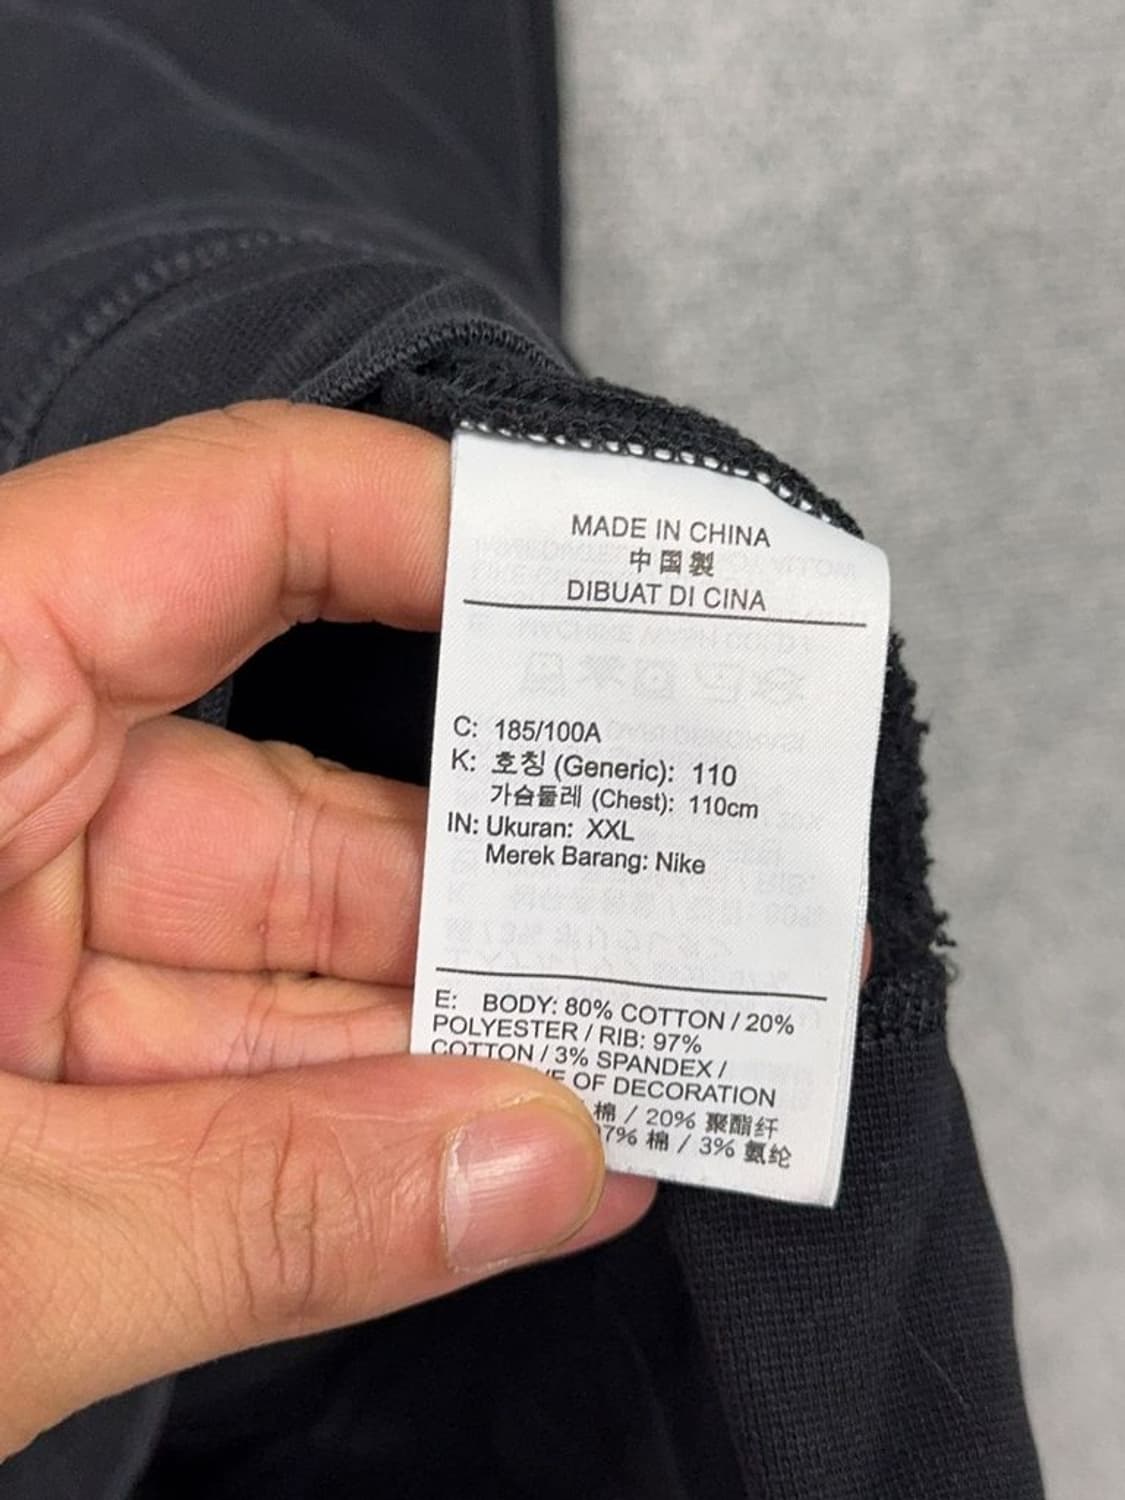 MADE IN CHINA
中国製
DIBUAT DI CINA
C: 185/100A
K: 호칭 (Generic): 110
가슴둘레 (Chest): 110cm
IN: Ukuran: XXL
Merek Barang: Nike
E: BODY: 80% COTTON / 20%
POLYESTER / RIB: 97%
COTTON / 3% SPANDEX /
OF DECORATION
棉 / 20% 聚酯纤
7% 棉 / 3% 氨纶